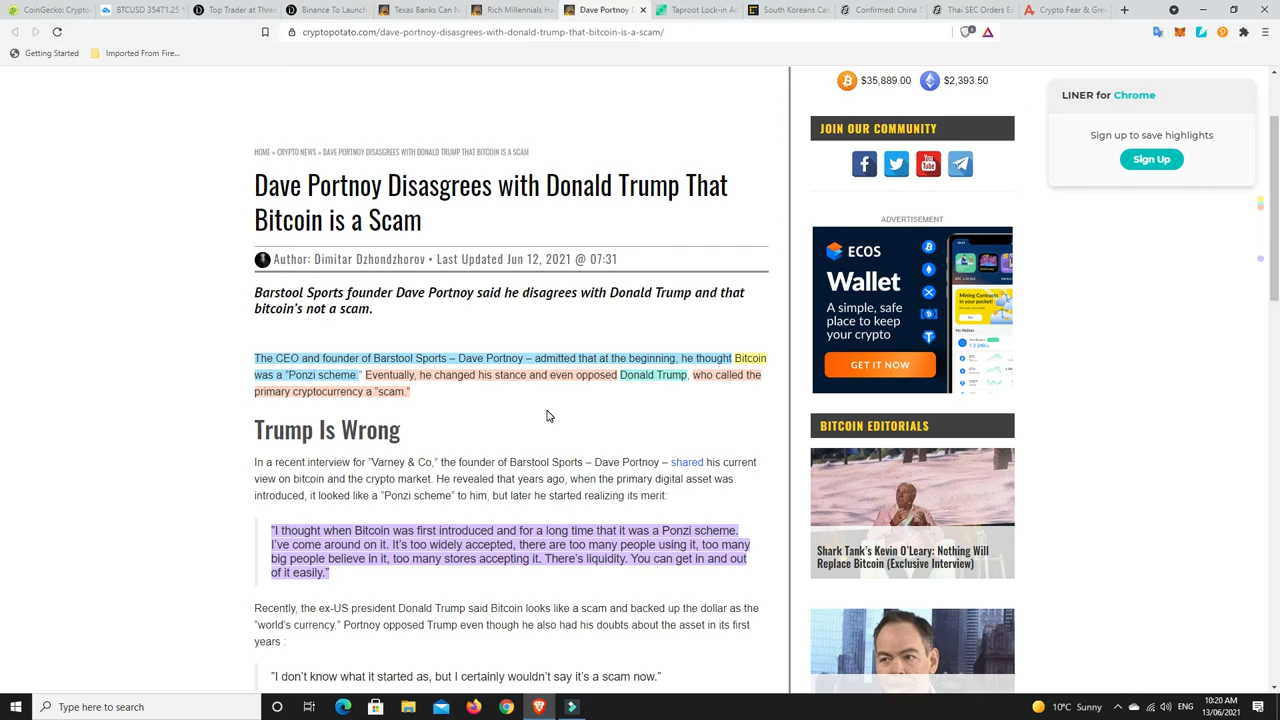 CoinGecko: Crypto
BTCUSD 35471.25
Top Trader at Thre
Binance To Launch
Texas Banks Can N
Rich Millennials Ho
Dave Portnoy D
Taproot Lock-in Ac
South Koreans Ca
Confirmed: China C
Thai SEC Orders Ex
Crypto Fear & Gre
cryptopotato.com/dave-portnoy-disagrees-with-donald-trump-that-bitcoin-is-a-scam/
Getting Started
Imported From Fire...
$35,889.00
$2,393.50
LINER for Chrome
Sign up to save highlights
Sign Up
JOIN OUR COMMUNITY
You Tube
HOME » CRYPTO NEWS » DAVE PORTNOY DISAGREES WITH DONALD TRUMP THAT BITCOIN IS A SCAM
Dave Portnoy Disagrees with Donald Trump That
Bitcoin is a Scam
Author: Dimitar Dzhondzhorov • Last Updated Jun 12, 2021 @ 07:31
Barstool Sports founder Dave Portnoy said he disagrees with Donald Trump and that
bitcoin's not a scam.
The CEO and founder of Barstool Sports – Dave Portnoy – admitted that at the beginning, he thought Bitcoin
was a "Ponzi scheme." Eventually, he changed his stance and even opposed Donald Trump, who called the
primary cryptocurrency a "scam."
Trump Is Wrong
In a recent interview for "Varney & Co," the founder of Barstool Sports – Dave Portnoy – shared his current
view on bitcoin and the crypto market. He revealed that years ago, when the primary digital asset was
introduced, it looked like a "Ponzi scheme" to him, but later he started realizing its merit:
"I thought when Bitcoin was first introduced and for a long time that it was a Ponzi scheme.
I've come around on it. It's too widely accepted, there are too many people using it, too many
big people believe in it, too many stores accepting it. There's liquidity. You can get in and out
of it easily."
Recently, the ex-US president Donald Trump said Bitcoin looks like a scam and backed up the dollar as the
"world's currency." Portnoy opposed Trump even though he also had his doubts about the asset in its first
years :
don't know what it started as, but I certainly wouldn't say it's a scam now."
ADVERTISEMENT
ECOS
Wallet
A simple, safe
place to keep
your crypto
GET IT NOW
Mining Contracts
in your pocket!
BITCOIN EDITORIALS
Shark Tank's Kevin O'Leary: Nothing Will
Replace Bitcoin (Exclusive Interview)
Type here to search
10°C Sunny
ENG
10:20 AM
13/06/2021